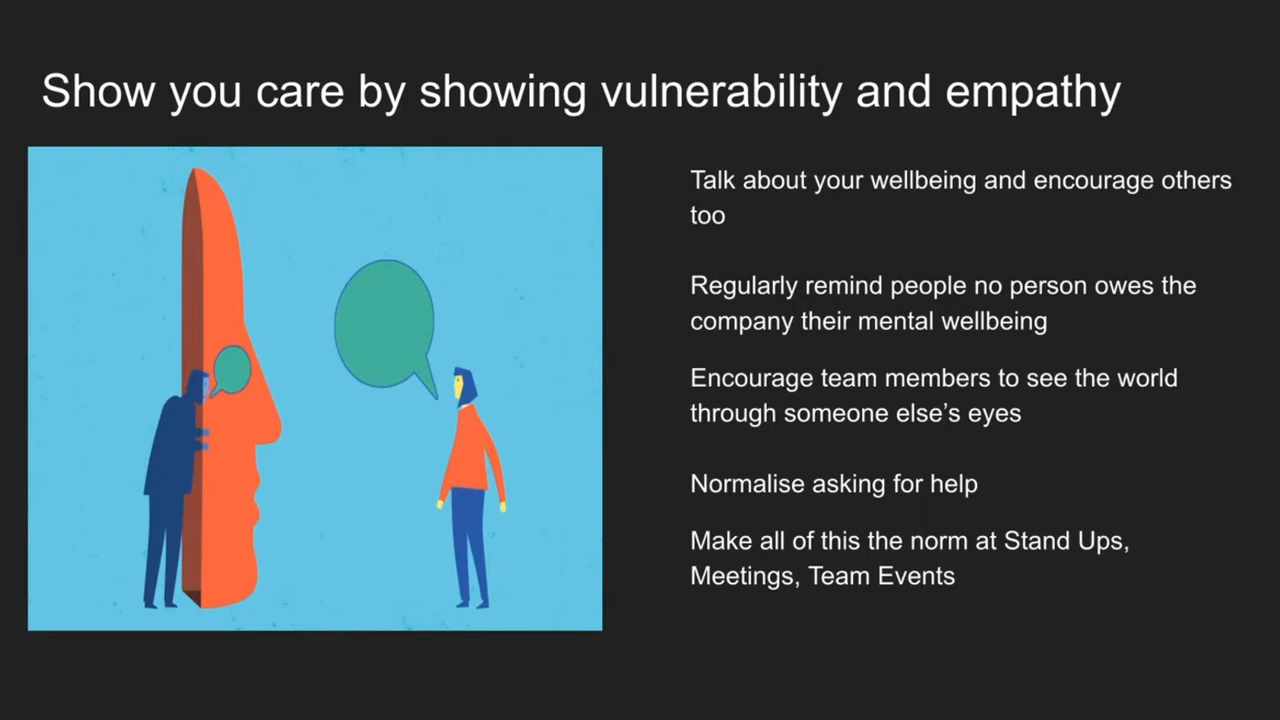 Show you care by showing vulnerability and empathy
Talk about your wellbeing and encourage others
too
Regularly remind people no person owes the
company their mental wellbeing
Encourage team members to see the world
through someone else’s eyes
Normalise asking for help
Make all of this the norm at Stand Ups,
Meetings, Team Events